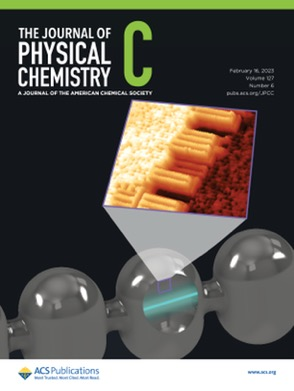 THE JOURNAL OF
PHYSICAL
CHEMISTRY C
A JOURNAL OF THE AMERICAN CHEMICAL SOCIETY
February 16, 2023
Volume 127
Number 6
pubs.acs.org/JPCC
ACS Publications
Most Trusted. Most Cited. Most Read.
www.acs.org